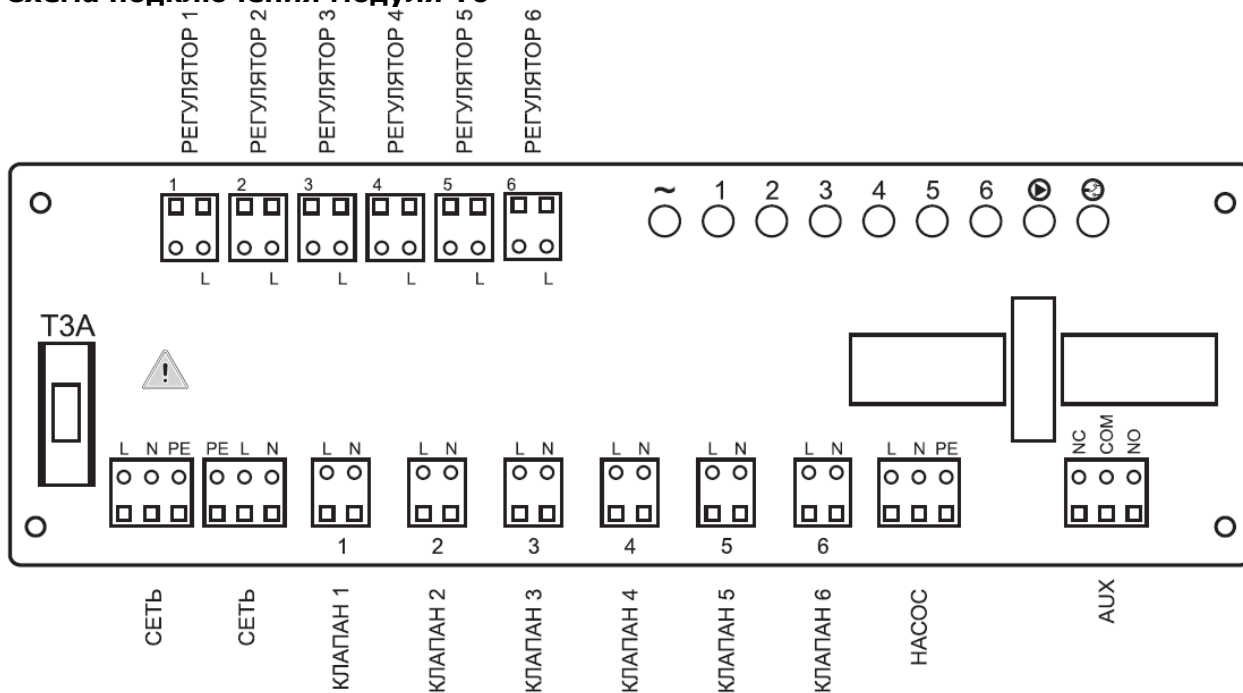 РЕГУЛЯТОР 1
РЕГУЛЯТОР 2
РЕГУЛЯТОР 3
РЕГУЛЯТОР 4
РЕГУЛЯТОР 5
РЕГУЛЯТОР 6
1 2 3 4 5 6
~ 1 2 3 4 5 6
L L L L L L
T3A
L N PE
PE L N
L N
L N
L N
L N
L N
L N
L N PE
NC
COM
NO
1 2 3 4 5 6
СЕТЬ
СЕТЬ
КЛАПАН 1
КЛАПАН 2
КЛАПАН 3
КЛАПАН 4
КЛАПАН 5
КЛАПАН 6
НАСОС
AUX